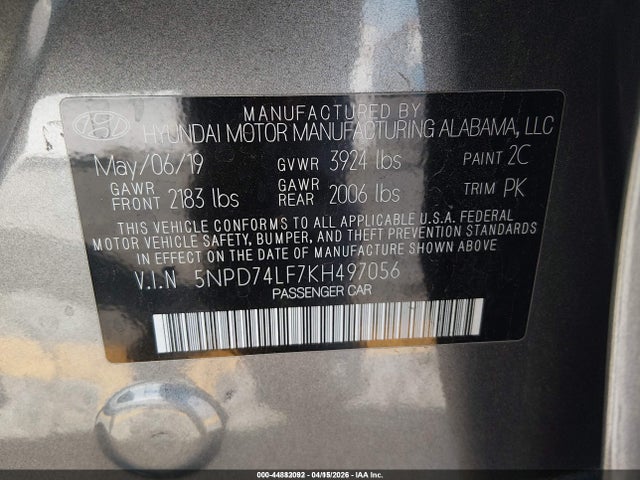 MANUFACTURED BY
HYUNDAI MOTOR MANUFACTURING ALABAMA, LLC
May/06/19 GVWR 3924 lbs PAINT 2C
GAWR FRONT 2183 lbs GAWR REAR 2006 lbs TRIM PK
THIS VEHICLE CONFORMS TO ALL APPLICABLE U.S.A. FEDERAL
MOTOR VEHICLE SAFETY, BUMPER, AND THEFT PREVENTION STANDARDS
IN EFFECT ON THE DATE OF MANUFACTURE SHOWN ABOVE.
V.I.N 5NPD74LF7KH497056
PASSENGER CAR
000-44882092 - 04/15/2026 - IAA Inc.